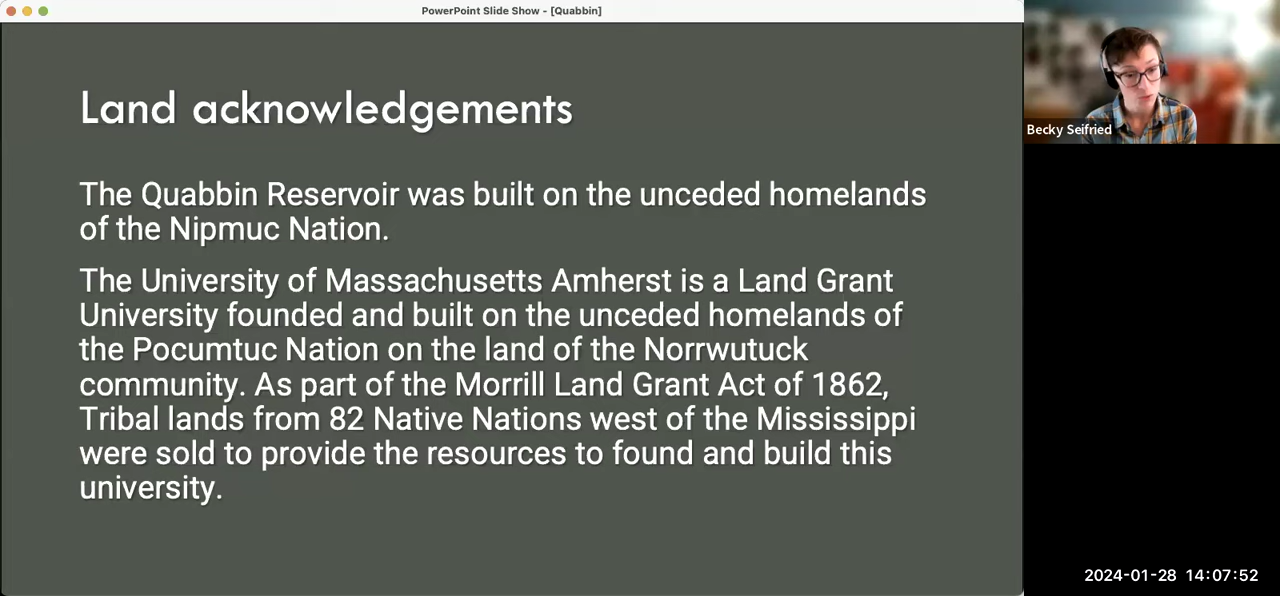 PowerPoint Slide Show - [Quabbin]
Land acknowledgements
The Quabbin Reservoir was built on the unceded homelands
of the Nipmuc Nation.
The University of Massachusetts Amherst is a Land Grant
University founded and built on the unceded homelands of
the Pocumtuc Nation on the land of the Norrwutuck
community. As part of the Morrill Land Grant Act of 1862,
Tribal lands from 82 Native Nations west of the Mississippi
were sold to provide the resources to found and build this
university.
Becky Seifried
2024-01-28 14:07:52